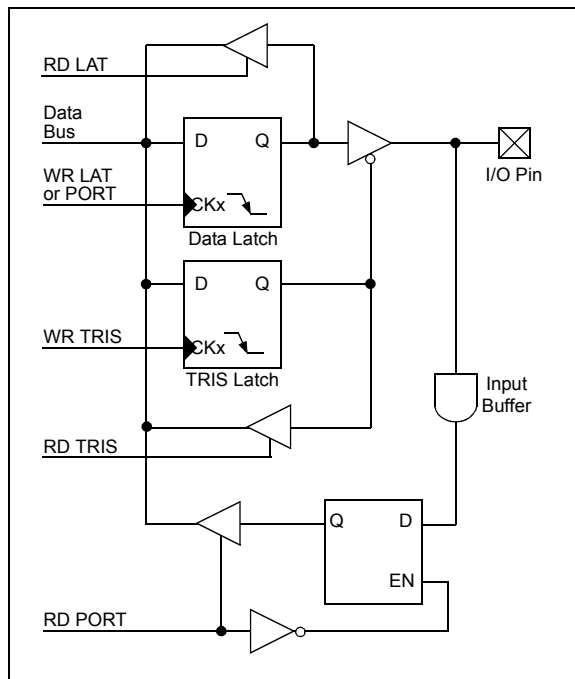 RD LAT
Data
Bus
D Q
I/O Pin
WR LAT
or PORT
CKx
Data Latch
D Q
WR TRIS
CKx
TRIS Latch
Input
Buffer
RD TRIS
Q D
EN
RD PORT